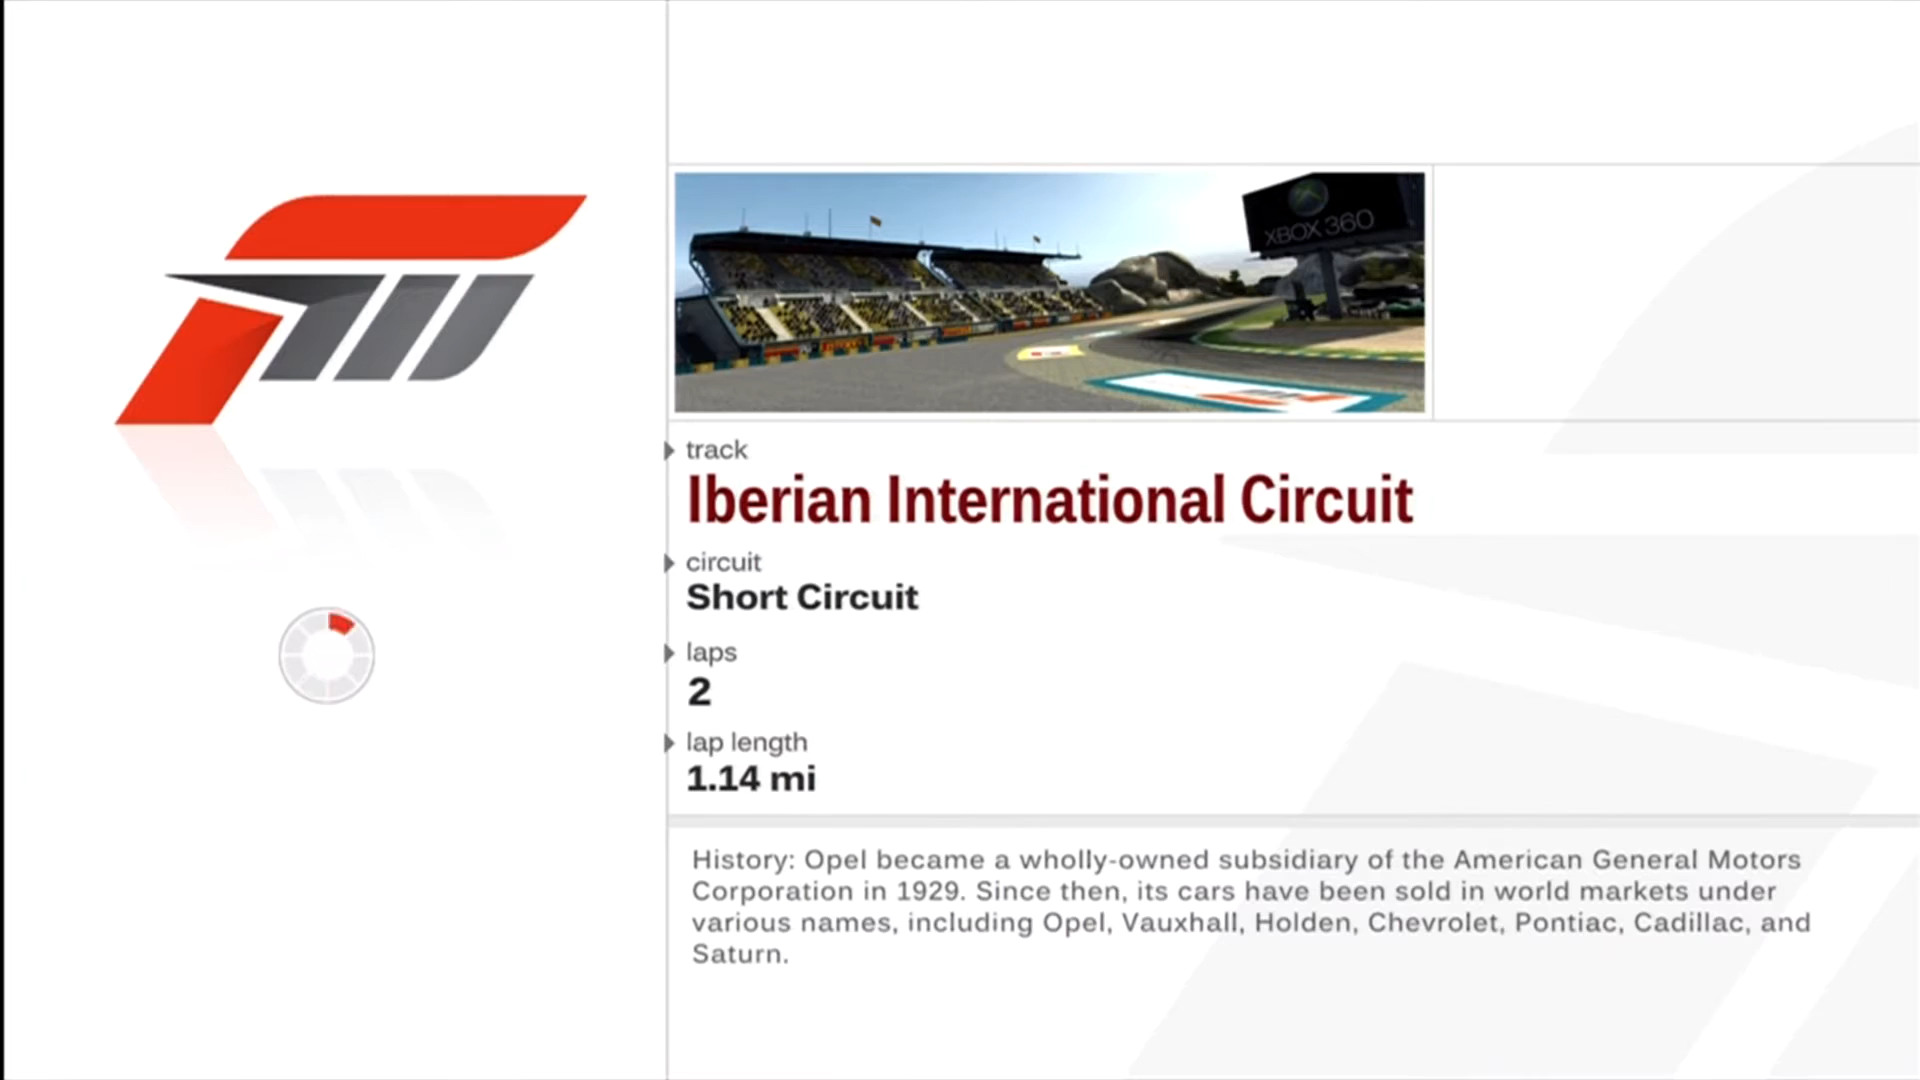 XBOX 360
track
Iberian International Circuit
circuit
Short Circuit
laps
2
lap length
1.14 mi
History: Opel became a wholly-owned subsidiary of the American General Motors
Corporation in 1929. Since then, its cars have been sold in world markets under
various names, including Opel, Vauxhall, Holden, Chevrolet, Pontiac, Cadillac, and
Saturn.